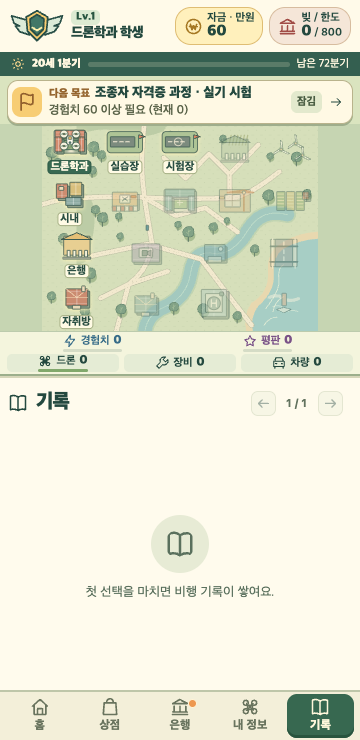 Lv.1
드론학과 학생
자금 · 만원
60
빚 / 한도
0 / 800
20세 1분기
남은 72분기
다음 목표 조종자 자격증 과정 · 실기 시험
경험치 60 이상 필요 (현재 0)
잠김
드론학과
실습장
시험장
시내
은행
자취방
H
경험치 0
평판 0
드론 0
장비 0
차량 0
기록
1 / 1
첫 선택을 마치면 비행 기록이 쌓여요.
홈
상점
은행
내 정보
기록